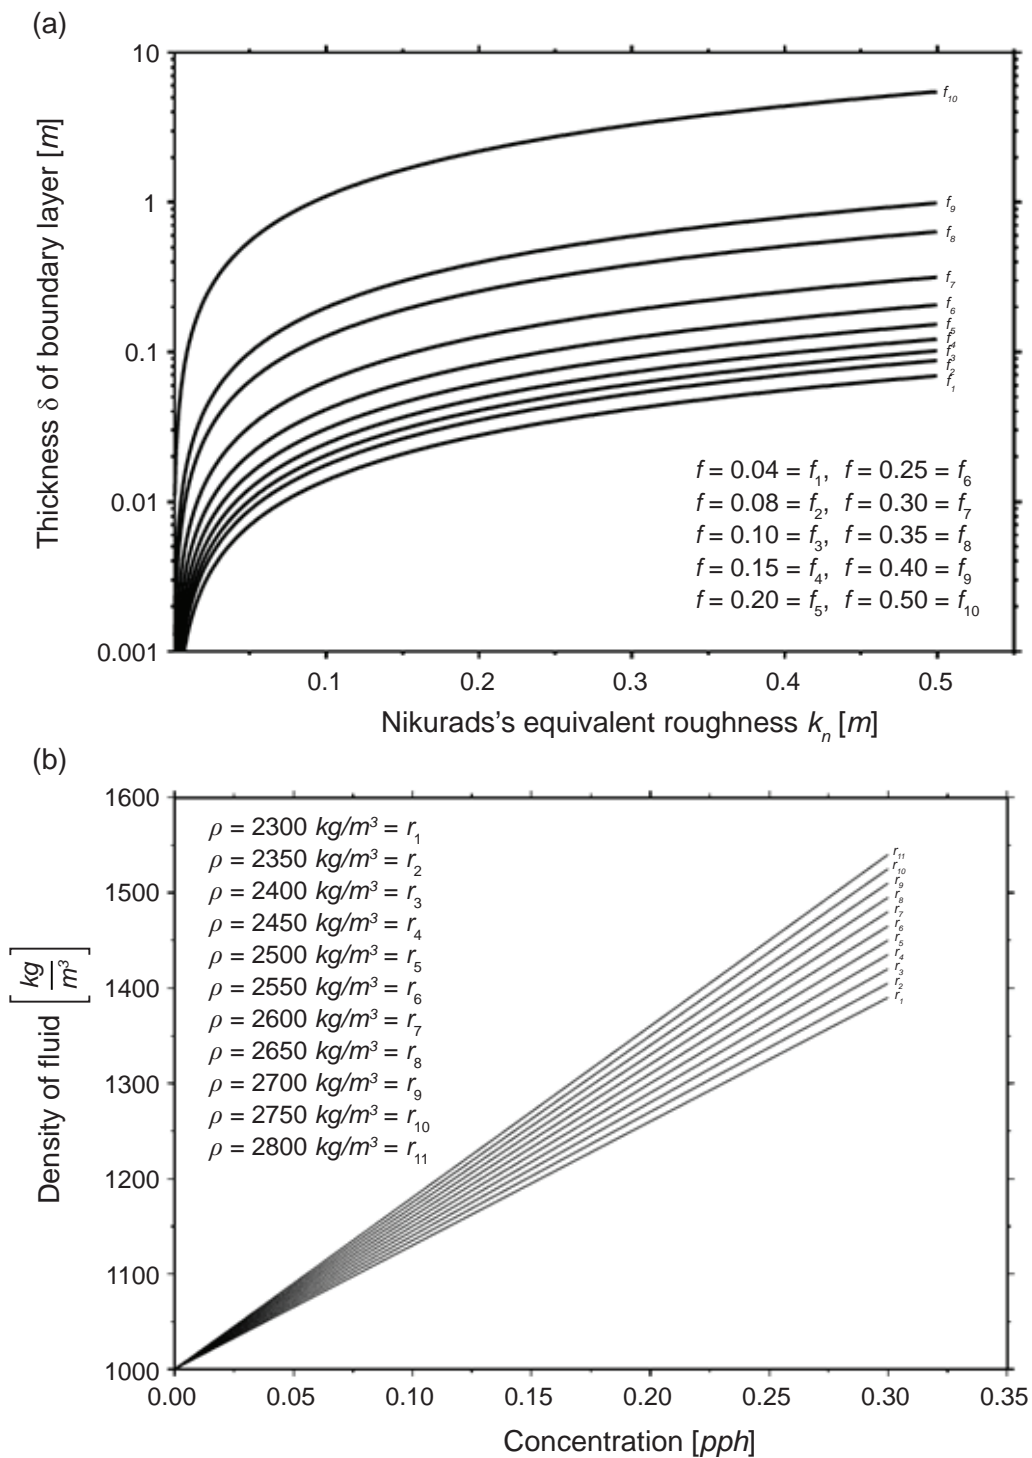 (a)
10
1
0.1
0.01
0.001
Thickness δ of boundary layer [m]
f10
f9
f8
f7
f6
f5
f4
f3
f2
f1
f = 0.04 = f1, f = 0.25 = f6
f = 0.08 = f2, f = 0.30 = f7
f = 0.10 = f3, f = 0.35 = f8
f = 0.15 = f4, f = 0.40 = f9
f = 0.20 = f5, f = 0.50 = f10
0.1 0.2 0.3 0.4 0.5
Nikurads's equivalent roughness kn [m]
(b)
1600
1500
1400
1300
1200
1100
1000
Density of fluid [kg/m³]
ρ = 2300 kg/m³ = r1
ρ = 2350 kg/m³ = r2
ρ = 2400 kg/m³ = r3
ρ = 2450 kg/m³ = r4
ρ = 2500 kg/m³ = r5
ρ = 2550 kg/m³ = r6
ρ = 2600 kg/m³ = r7
ρ = 2650 kg/m³ = r8
ρ = 2700 kg/m³ = r9
ρ = 2750 kg/m³ = r10
ρ = 2800 kg/m³ = r11
r11
r10
r9
r8
r7
r6
r5
r4
r3
r2
r1
0.00 0.05 0.10 0.15 0.20 0.25 0.30 0.35
Concentration [pph]